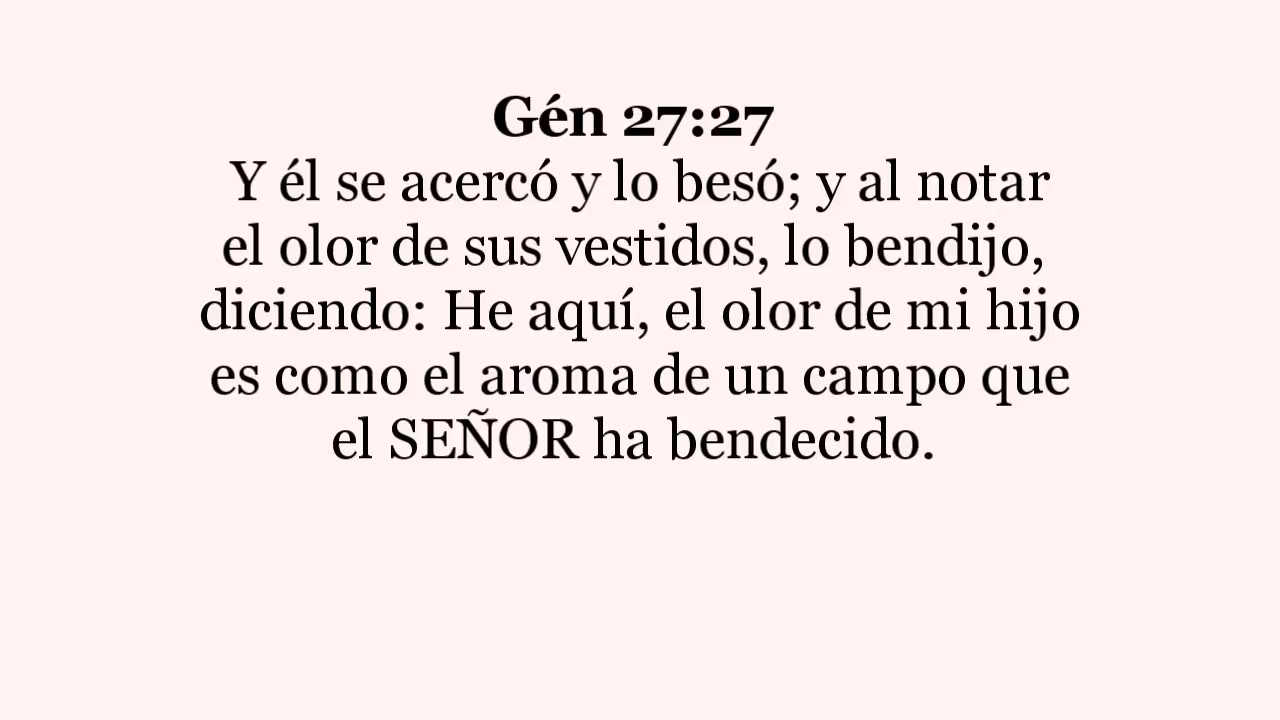 Gén 27:27
Y él se acercó y lo besó; y al notar
el olor de sus vestidos, lo bendijo,
diciendo: He aquí, el olor de mi hijo
es como el aroma de un campo que
el SEÑOR ha bendecido.